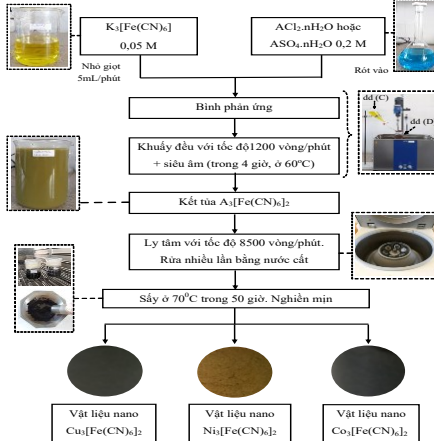 K₃[Fe(CN)₆]
0,05 M
ACl₂.nH₂O hoặc
ASO₄.nH₂O 0,2 M
Nhỏ giọt
5mL/phút
Rót vào
Bình phản ứng
dd (C)
dd (D)
Khuấy đều với tốc độ1200 vòng/phút
+ siêu âm (trong 4 giờ, ở 60ºC)
Kết tủa A₃[Fe(CN)₆]₂
Ly tâm với tốc độ 8500 vòng/phút.
Rửa nhiều lần bằng nước cất
Sấy ở 70⁰C trong 50 giờ. Nghiền mịn
Vật liệu nano
Cu₃[Fe(CN)₆]₂
Vật liệu nano
Ni₃[Fe(CN)₆]₂
Vật liệu nano
Co₃[Fe(CN)₆]₂